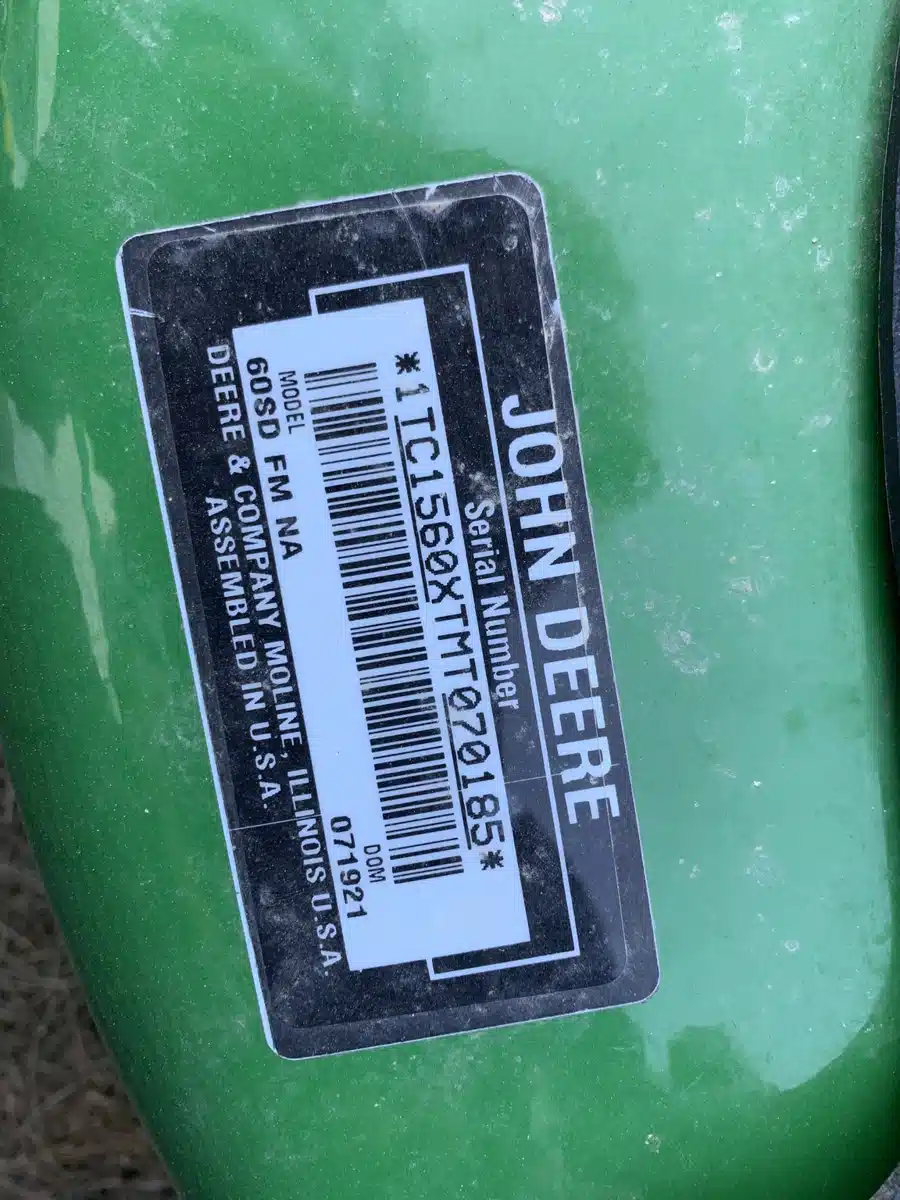 JOHN DEERE
Serial Number
*1TC1560XTMT070185*
MODEL
DOM
60SD FM NA
071921
DEERE & COMPANY MOLINE, ILLINOIS U.S.A.
ASSEMBLED IN U.S.A.